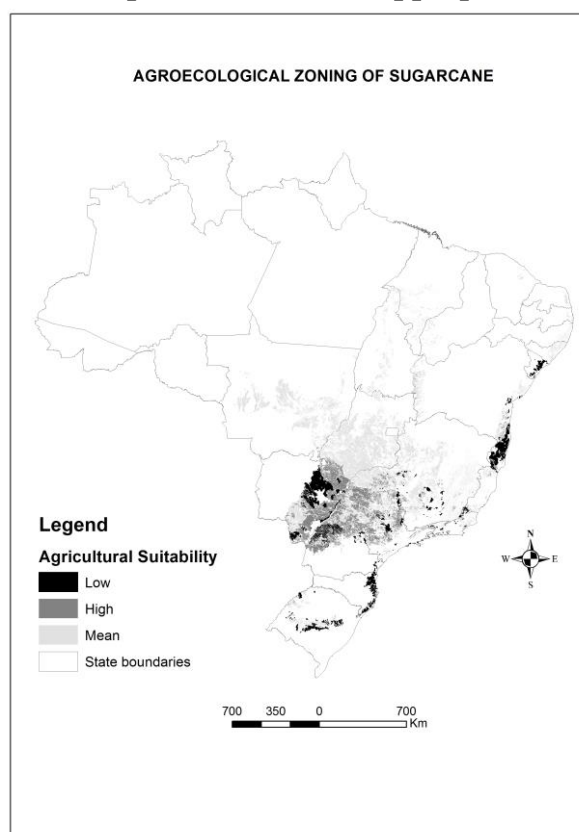 AGROECOLOGICAL ZONING OF SUGARCANE
Legend
Agricultural Suitability
Low
High
Mean
State boundaries
N
W E
S
700 350 0 700
Km